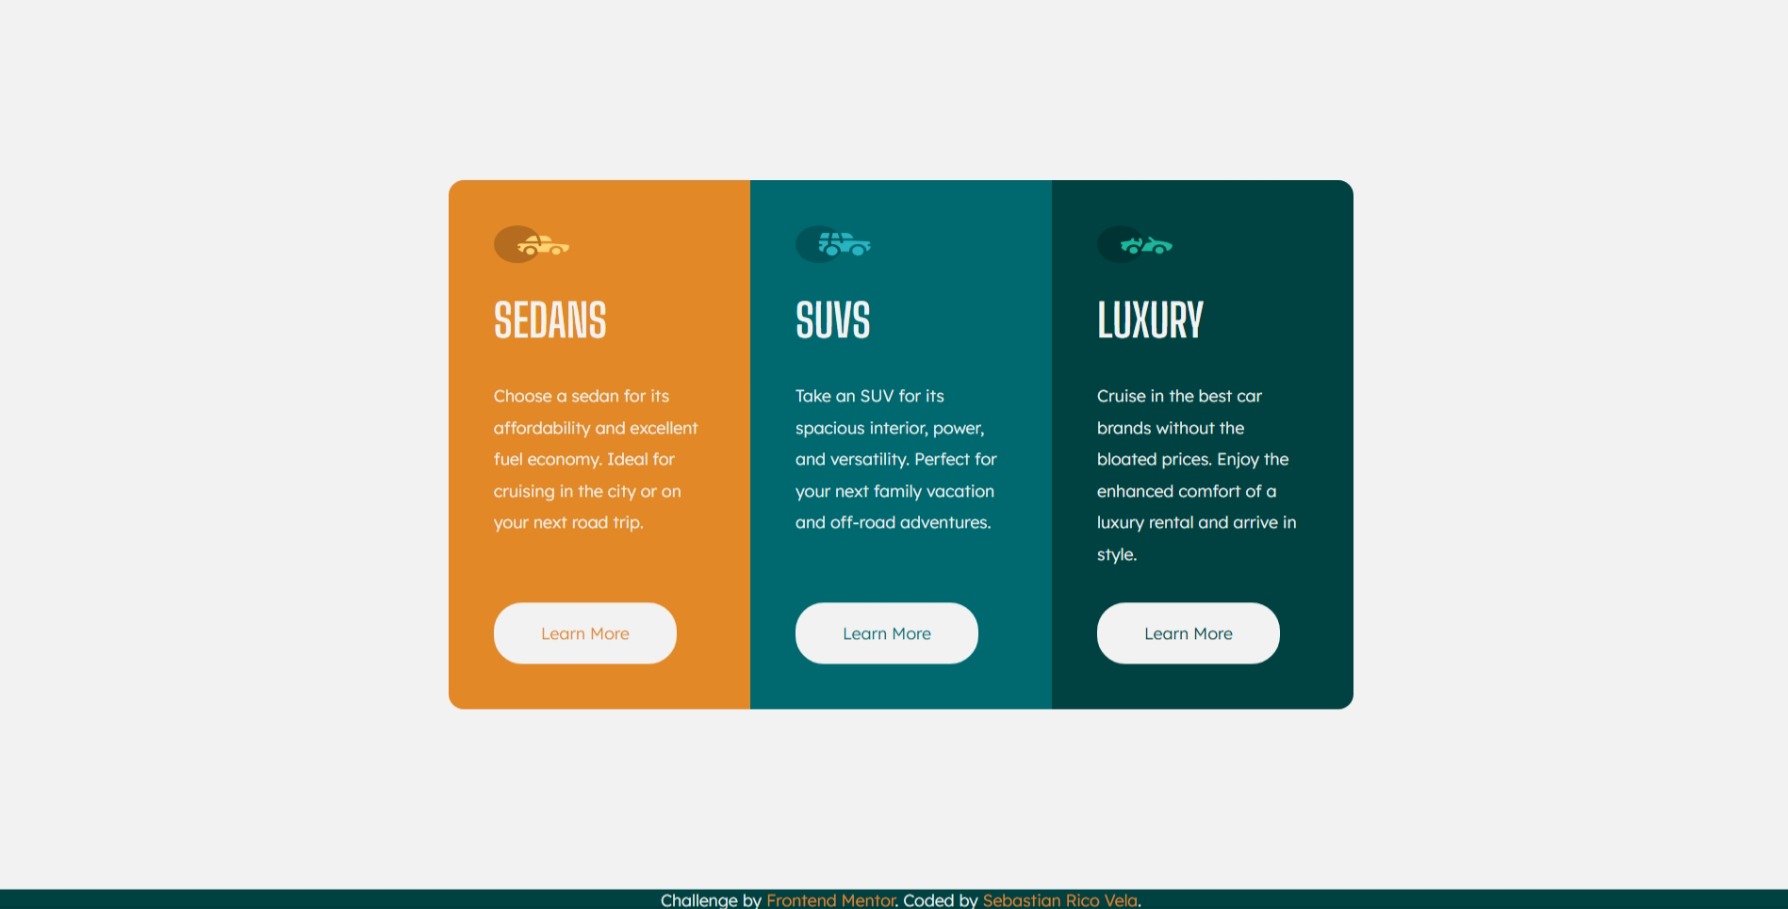 SEDANS
Choose a sedan for its
affordability and excellent
fuel economy. Ideal for
cruising in the city or on
your next road trip.
Learn More
SUVS
Take an SUV for its
spacious interior, power,
and versatility. Perfect for
your next family vacation
and off-road adventures.
Learn More
LUXURY
Cruise in the best car
brands without the
bloated prices. Enjoy the
enhanced comfort of a
luxury rental and arrive in
style.
Learn More
Challenge by Frontend Mentor. Coded by Sebastian Rico Vela.